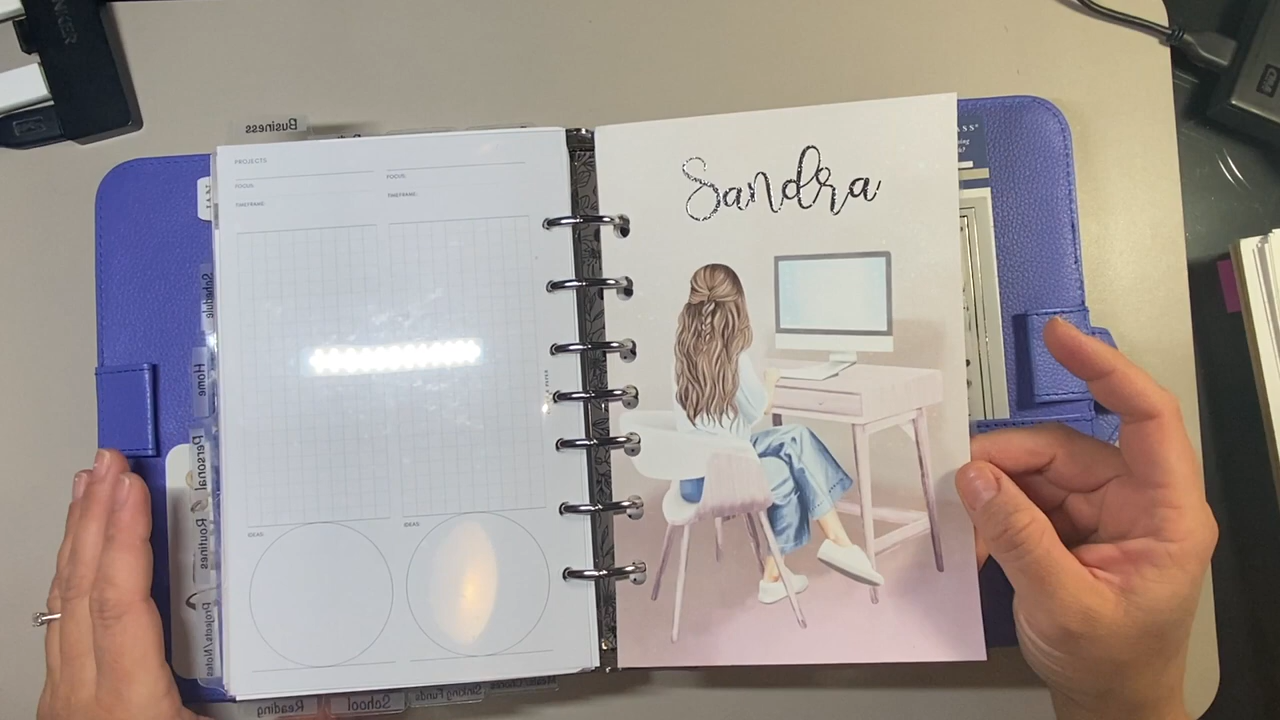 Business
PROJECTS
FOCUS:
FOCUS:
TIMEFRAME:
TIMEFRAME:
Schedule
Home
Personal
Routines
Projects/Notes
IDEAS:
IDEAS:
Reading
School
Sinking Funds
Sandra